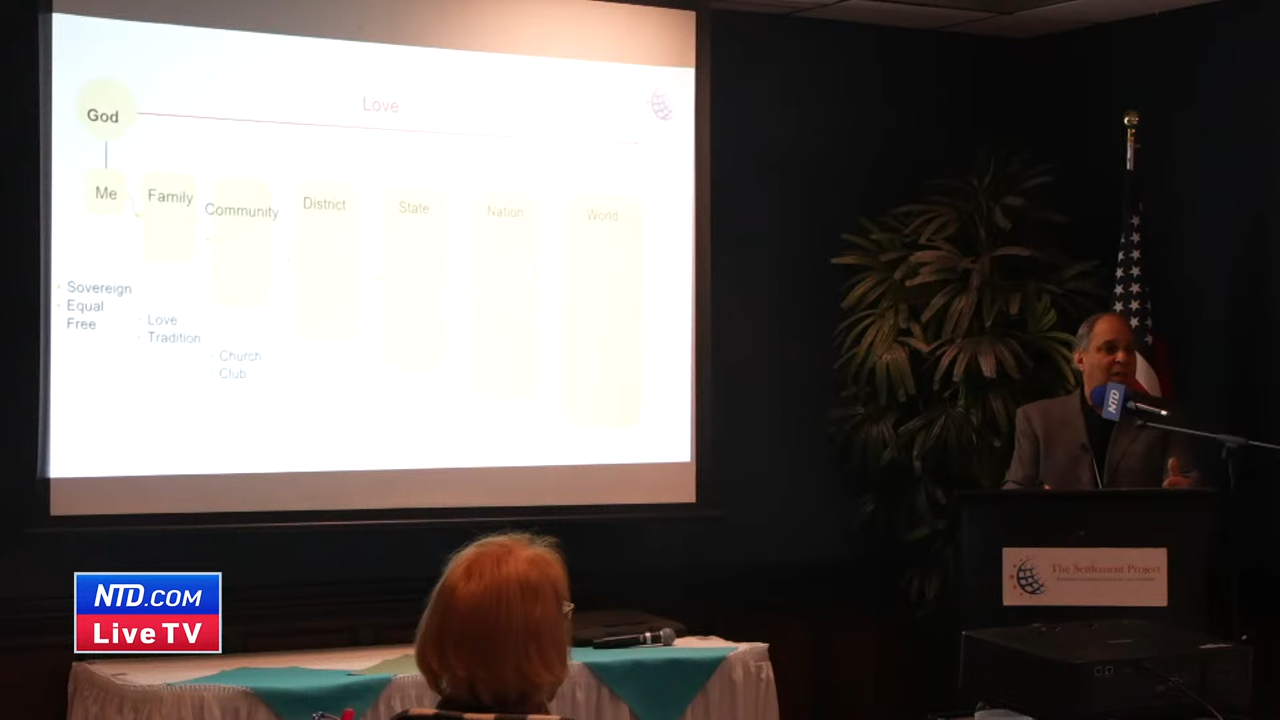 Love
God
Me
Family
Community
District
State
Nation
World
· Sovereign
· Equal
Free
· Love
· Tradition
· Church
Club
NTD
The Settlement Project
NTD.COM
Live TV